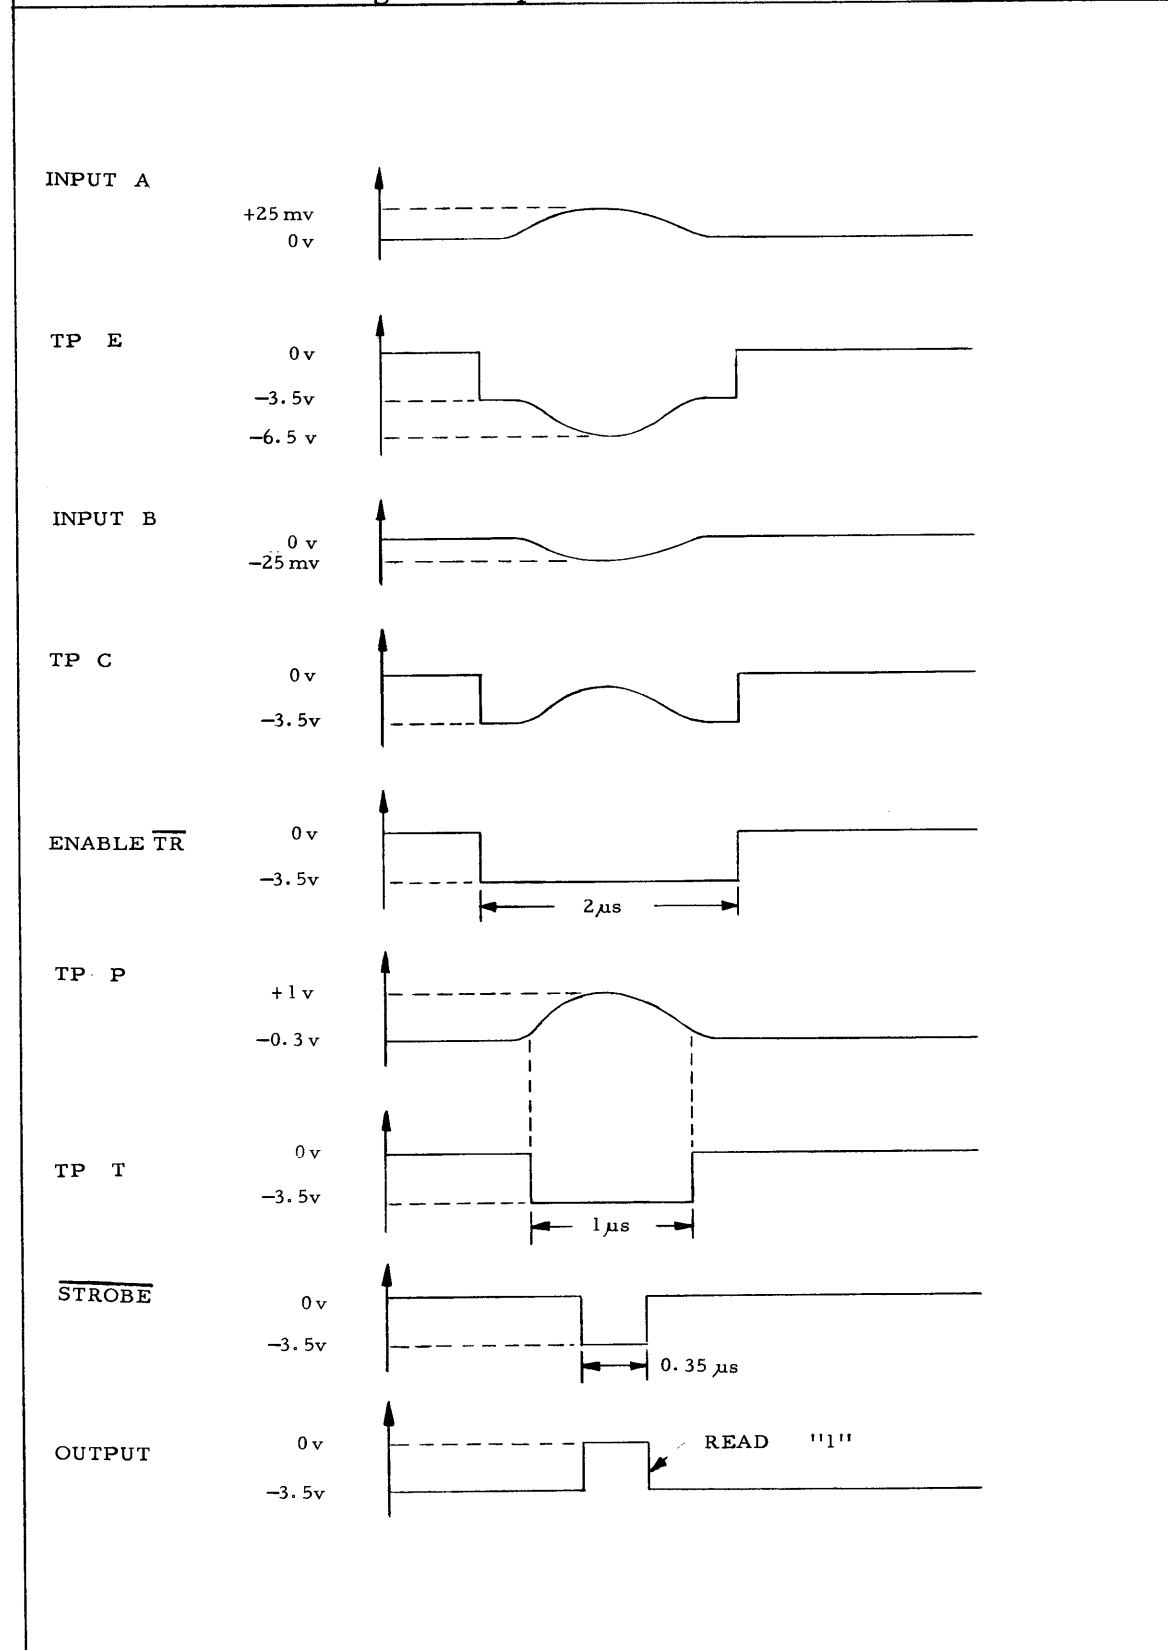 INPUT A
+25 mv
0 v
TP E
0 v
−3.5v
−6.5 v
INPUT B
0 v
−25 mv
TP C
0 v
−3.5v
ENABLE T̅R̅
0 v
−3.5v
2 µs
TP P
+1 v
−0.3 v
TP T
0 v
−3.5v
1 µs
S̅T̅R̅O̅B̅E̅
0 v
−3.5v
0.35 µs
OUTPUT
0 v
READ "1"
−3.5v